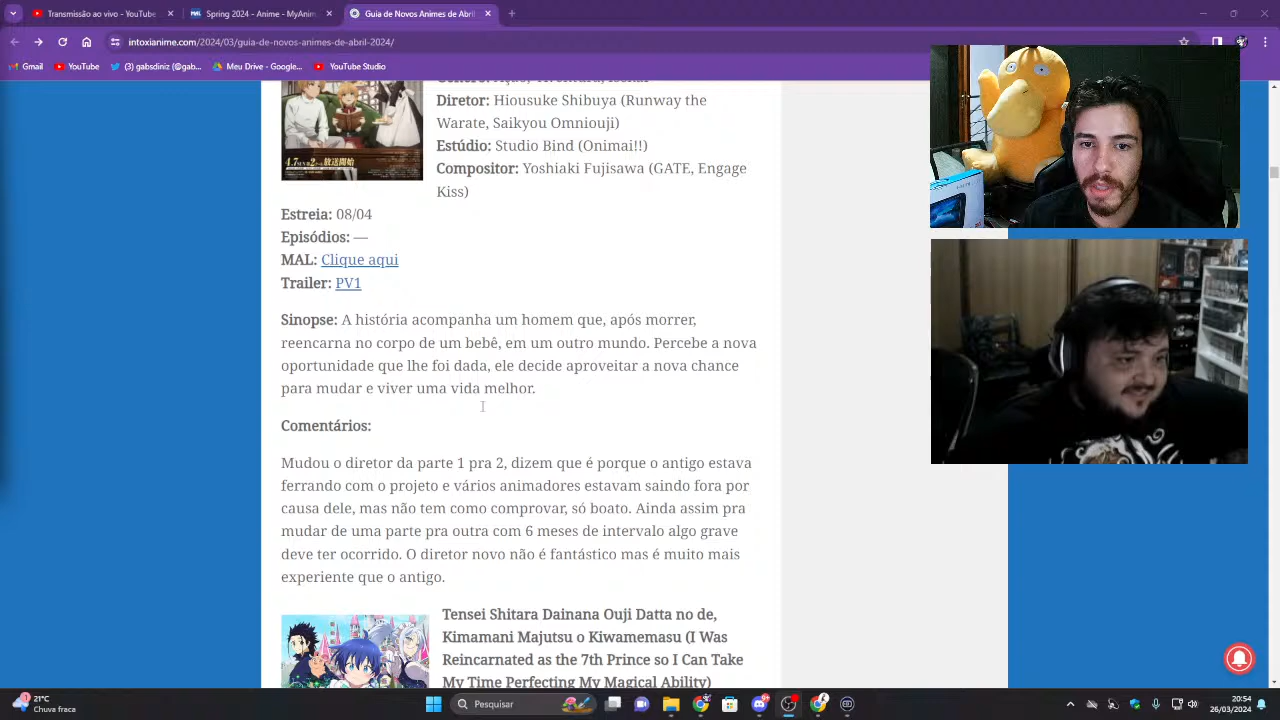 Transmissão de vídeo - Yo
Spring 2024 - Anime - MyAnim
Guia de Novos Animes de Abril
intoxianime.com/2024/03/guia-de-novos-animes-de-abril-2024/
Gmail
YouTube
(3) gabsdiniz (@gab...
Meu Drive - Google...
YouTube Studio
Diretor: Hiousuke Shibuya (Runway the
Warate, Saikyou Omniouji)
Estúdio: Studio Bind (Onimai!!)
Compositor: Yoshiaki Fujisawa (GATE, Engage
Kiss)
Estreia: 08/04
Episódios: —
MAL: Clique aqui
Trailer: PV1
Sinopse: A história acompanha um homem que, após morrer,
reencarna no corpo de um bebê, em um outro mundo. Percebe a nova
oportunidade que lhe foi dada, ele decide aproveitar a nova chance
para mudar e viver uma vida melhor.
Comentários:
Mudou o diretor da parte 1 pra 2, dizem que é porque o antigo estava
ferrando com o projeto e vários animadores estavam saindo fora por
causa dele, mas não tem como comprovar, só boato. Ainda assim pra
mudar de uma parte pra outra com 6 meses de intervalo algo grave
deve ter ocorrido. O diretor novo não é fantástico mas é muito mais
experiente que o antigo.
Tensei Shitara Dainana Ouji Datta no de,
Kimamani Majutsu o Kiwamemasu (I Was
Reincarnated as the 7th Prince so I Can Take
My Time Perfecting My Magical Ability)
21°C
Chuva fraca
Pesquisar
20:54
26/03/2024